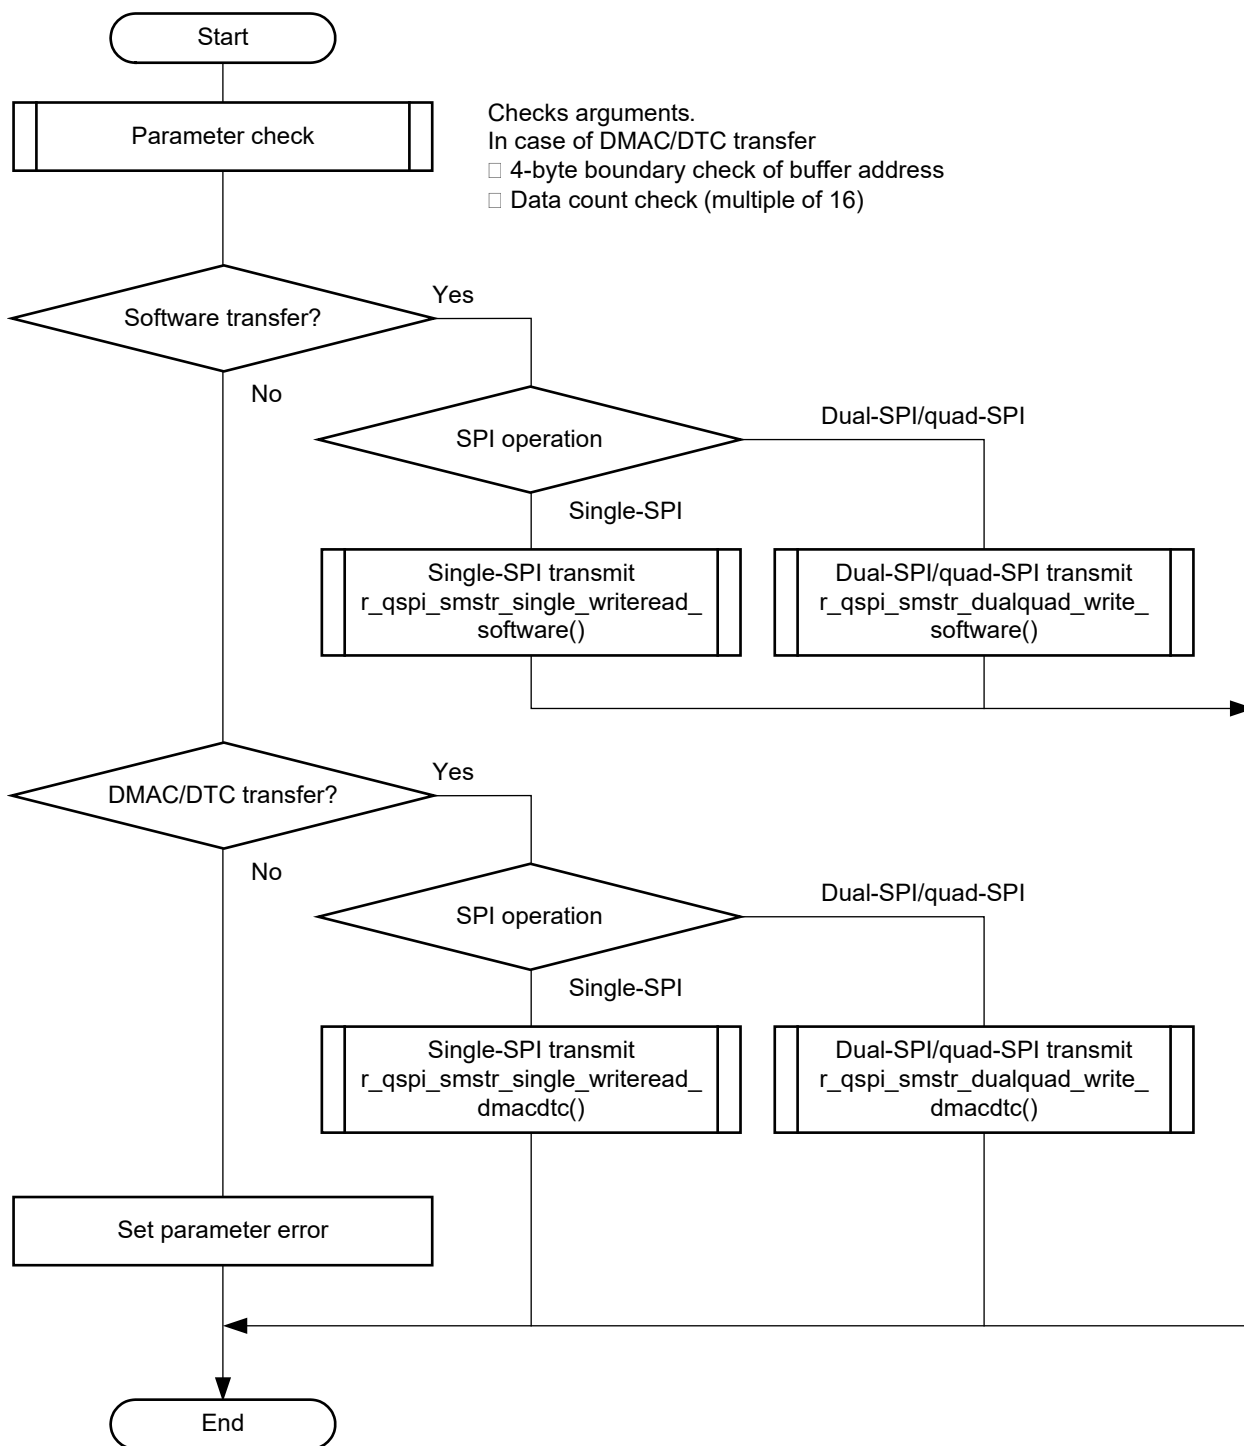 Start
Parameter check
Checks arguments.
In case of DMAC/DTC transfer
□ 4-byte boundary check of buffer address
□ Data count check (multiple of 16)
Software transfer?
Yes
No
SPI operation
Dual-SPI/quad-SPI
Single-SPI
Single-SPI transmit
r_qspi_smstr_single_writeread_
software()
Dual-SPI/quad-SPI transmit
r_qspi_smstr_dualquad_write_
software()
DMAC/DTC transfer?
Yes
No
SPI operation
Dual-SPI/quad-SPI
Single-SPI
Single-SPI transmit
r_qspi_smstr_single_writeread_
dmacdtc()
Dual-SPI/quad-SPI transmit
r_qspi_smstr_dualquad_write_
dmacdtc()
Set parameter error
End